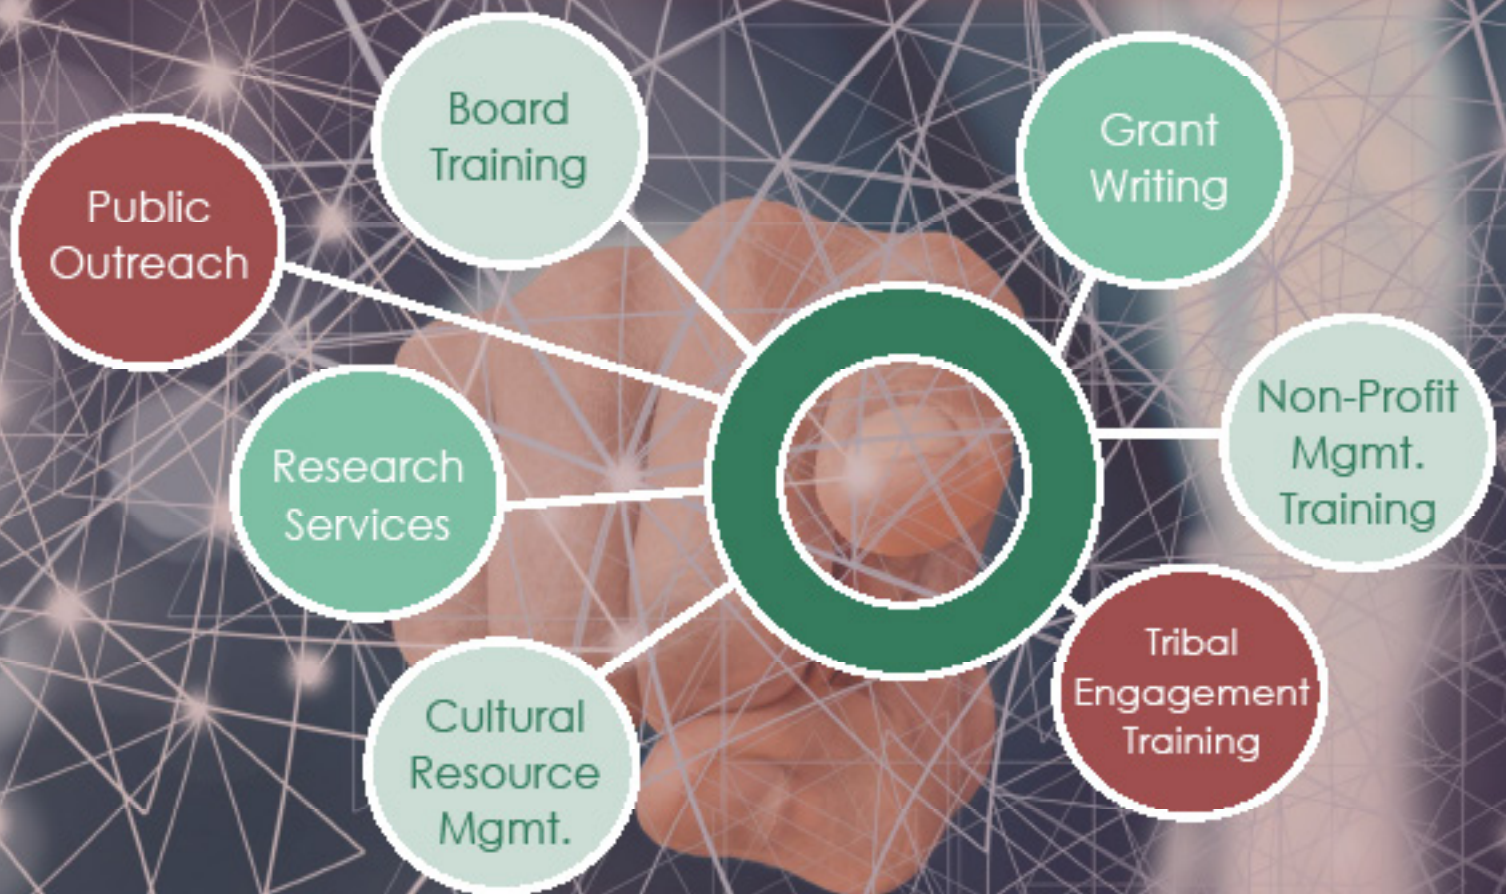 Board
Training
Grant
Writing
Public
Outreach
Non-Profit
Mgmt.
Training
Research
Services
Tribal
Engagement
Training
Cultural
Resource
Mgmt.